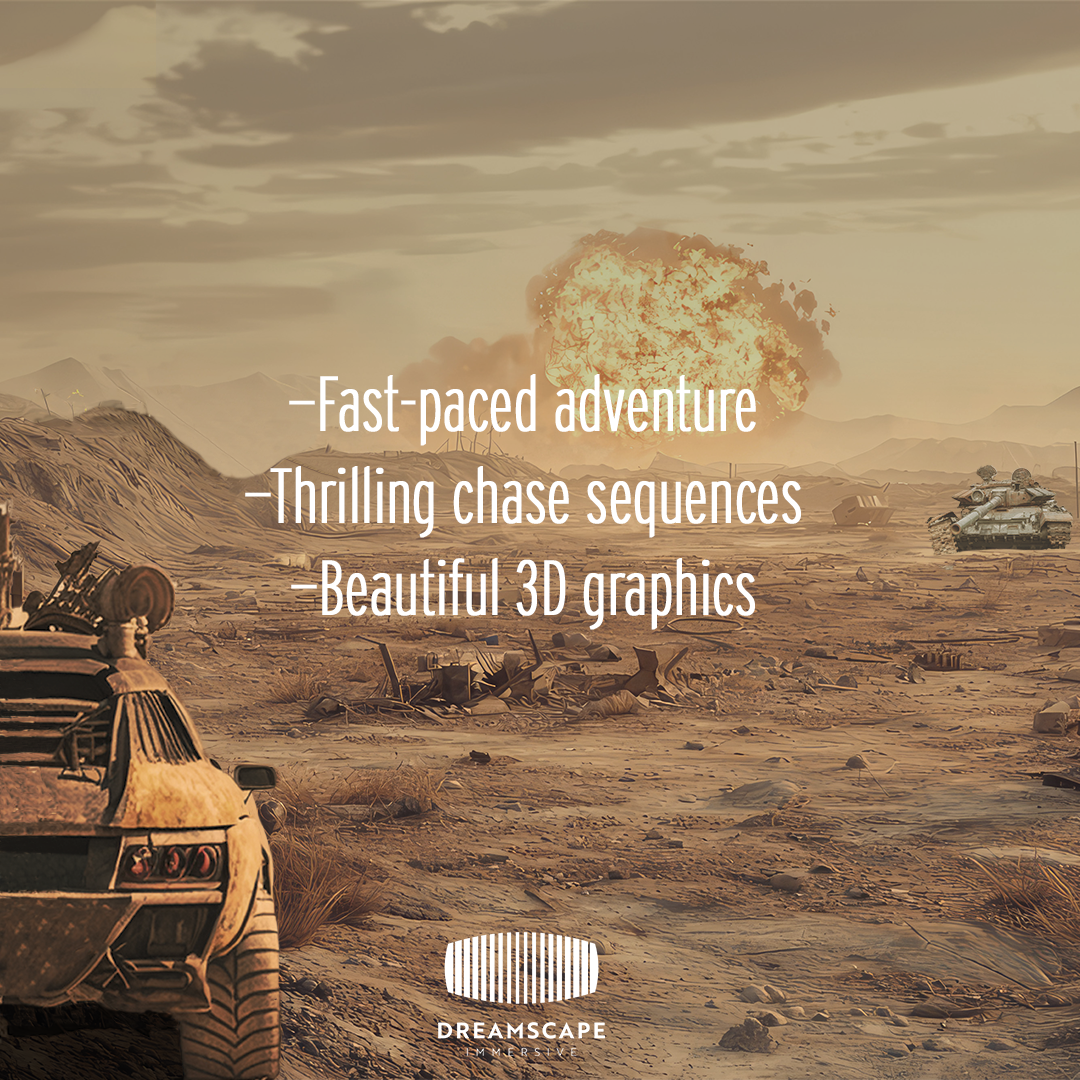 –Fast-paced adventure
–Thrilling chase sequences
–Beautiful 3D graphics
DREAMSCAPE
IMMERSIVE